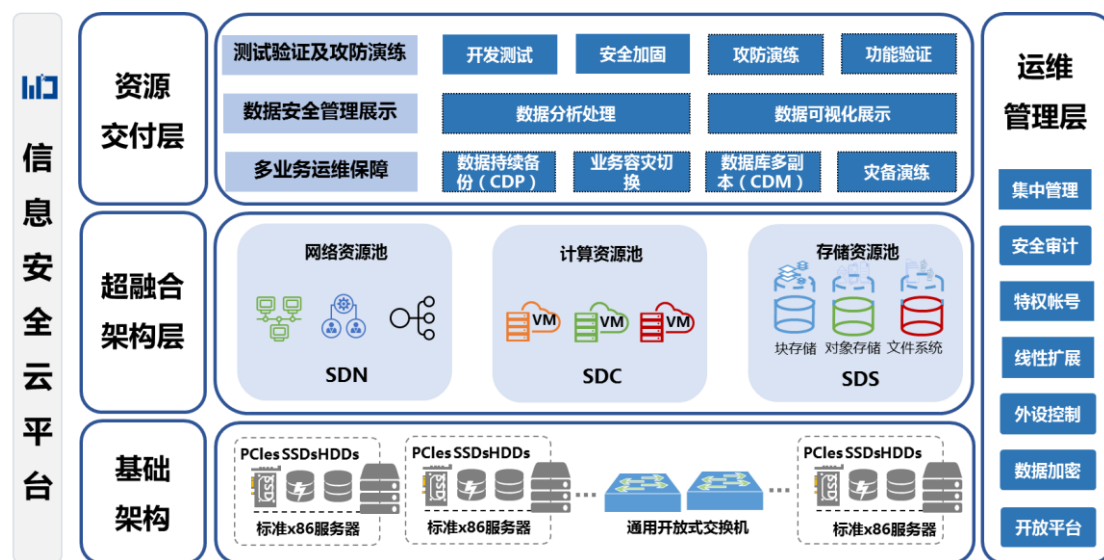 信息安全云平台
资源
交付层
测试验证及攻防演练
开发测试
安全加固
攻防演练
功能验证
数据安全管理展示
数据分析处理
数据可视化展示
多业务运维保障
数据持续备
份（CDP）
业务容灾切
换
数据库多副
本（CDM）
灾备演练
超融合
架构层
网络资源池
SDN
计算资源池
VM
VM
VM
SDC
存储资源池
块存储
对象存储
文件系统
SDS
基础
架构
PCIes SSDsHDDs
标准x86服务器
PCIes SSDsHDDs
标准x86服务器
...
通用开放式交换机
...
PCIes SSDsHDDs
标准x86服务器
运维
管理层
集中管理
安全审计
特权帐号
线性扩展
外设控制
数据加密
开放平台